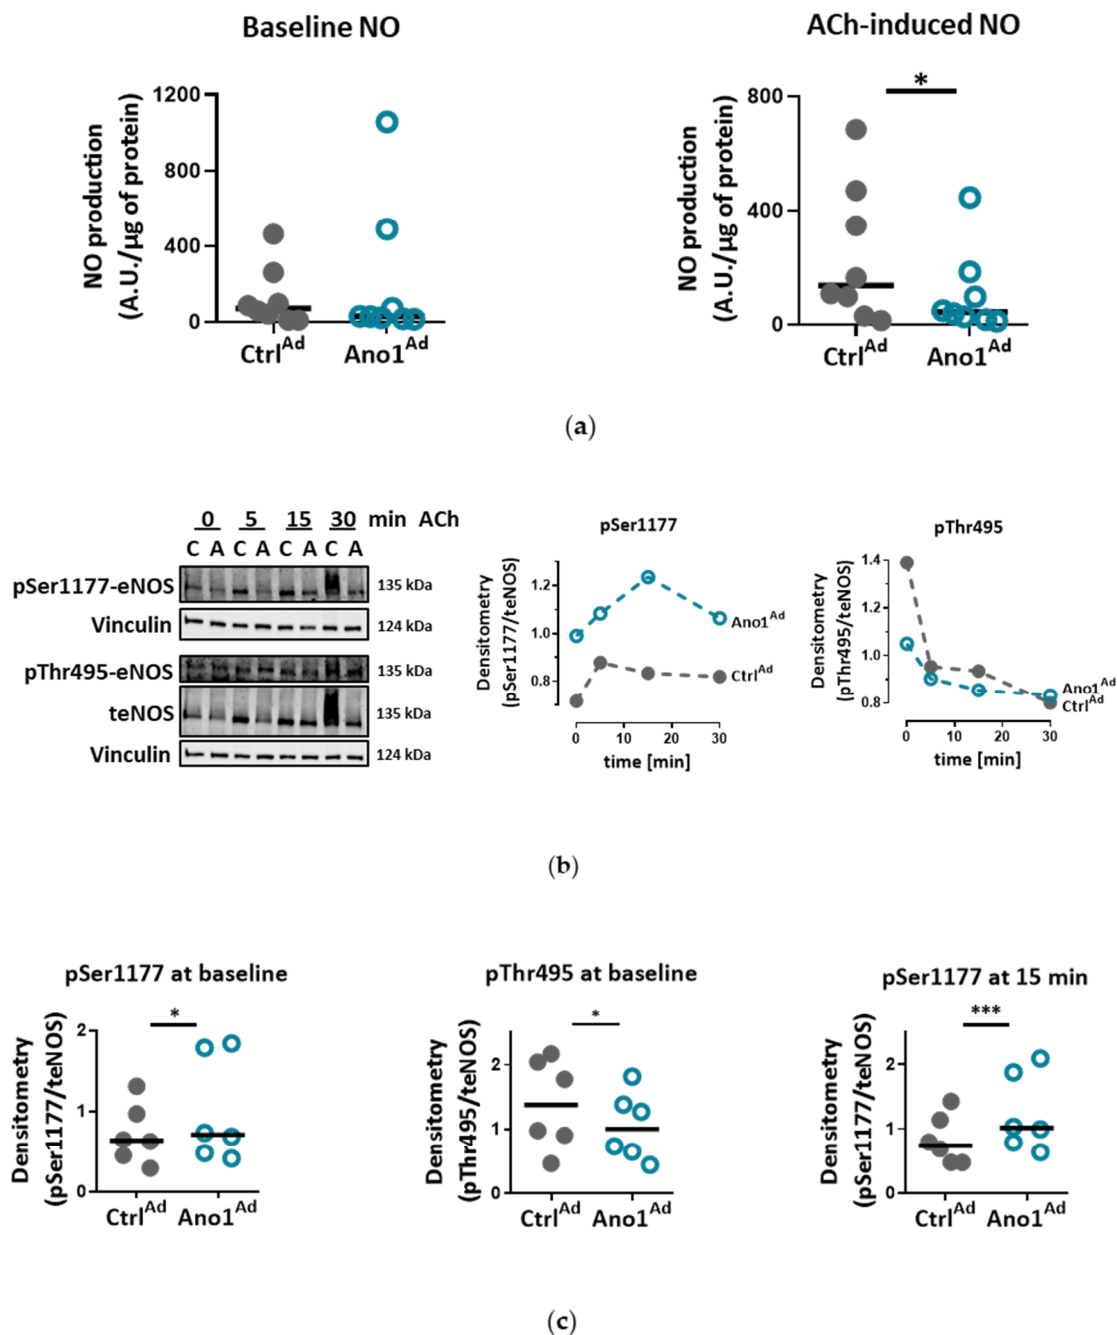 Baseline NO
ACh-induced NO
NO production
(A.U./µg of protein)
1200
800
400
0
Ctrl^Ad
Ano1^Ad
NO production
(A.U./µg of protein)
800
400
0
*
Ctrl^Ad
Ano1^Ad
(a)
0 5 15 30 min ACh
C A C A C A C A
pSer1177-eNOS 135 kDa
Vinculin 124 kDa
pThr495-eNOS 135 kDa
teNOS 135 kDa
Vinculin 124 kDa
pSer1177
Densitometry
(pSer1177/teNOS)
1.2
1.0
0.8
Ano1^Ad
Ctrl^Ad
0 10 20 30
time [min]
pThr495
Densitometry
(pThr495/teNOS)
1.4
1.2
1.0
0.8
Ano1^Ad
Ctrl^Ad
0 10 20 30
time [min]
(b)
pSer1177 at baseline
Densitometry
(pSer1177/teNOS)
2
1
0
*
Ctrl^Ad
Ano1^Ad
pThr495 at baseline
Densitometry
(pThr495/teNOS)
2
1
0
*
Ctrl^Ad
Ano1^Ad
pSer1177 at 15 min
Densitometry
(pSer1177/teNOS)
2
1
0
***
Ctrl^Ad
Ano1^Ad
(c)